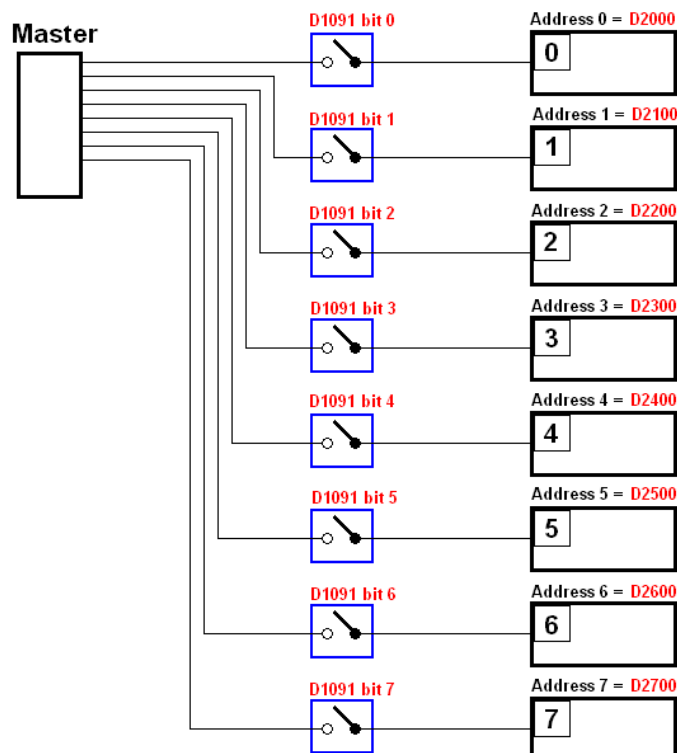 D1091 bit 0
Address 0 = D2000
Master
0
D1091 bit 1
Address 1 = D2100
1
D1091 bit 2
Address 2 = D2200
2
D1091 bit 3
Address 3 = D2300
3
D1091 bit 4
Address 4 = D2400
4
D1091 bit 5
Address 5 = D2500
5
D1091 bit 6
Address 6 = D2600
6
D1091 bit 7
Address 7 = D2700
7